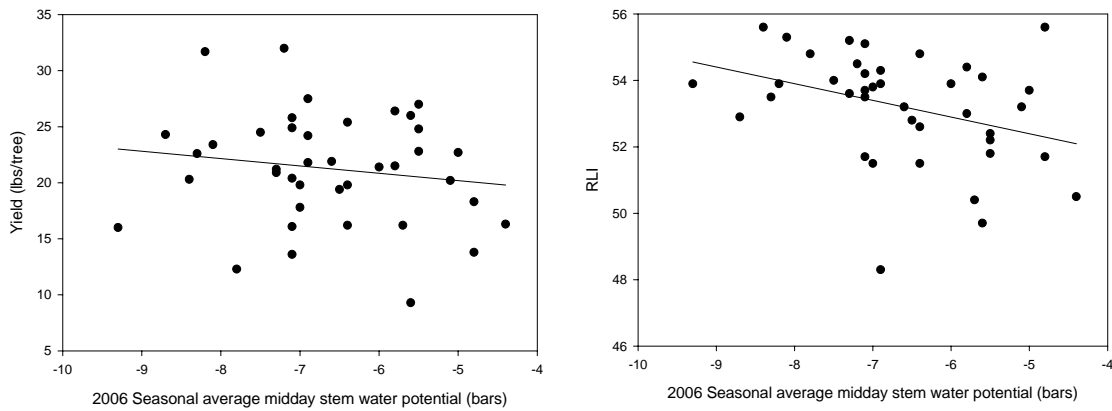 35
30
25
20
15
10
5
Yield (lbs/tree)
-10 -9 -8 -7 -6 -5 -4
2006 Seasonal average midday stem water potential (bars)
56
54
52
50
48
46
RLI
-10 -9 -8 -7 -6 -5 -4
2006 Seasonal average midday stem water potential (bars)